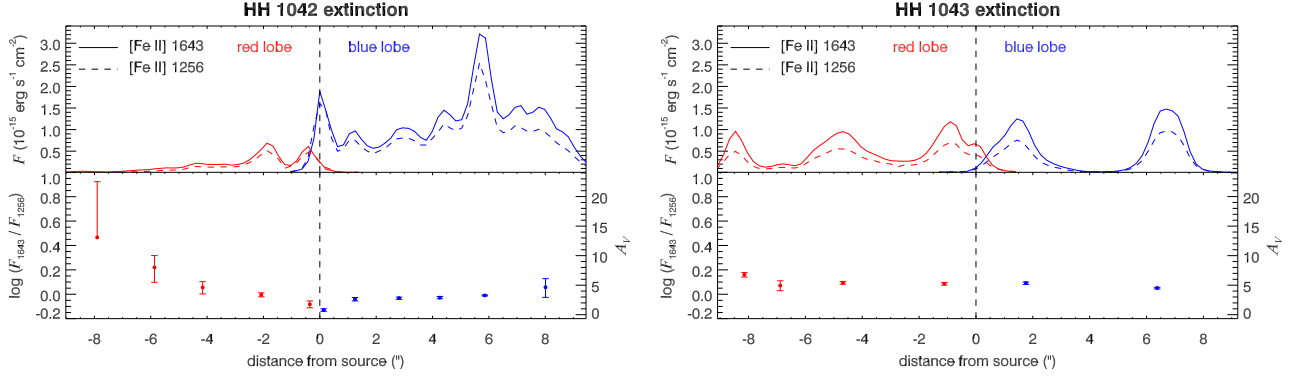 HH 1042 extinction
[Fe II] 1643 red lobe blue lobe
[Fe II] 1256
F (10⁻¹⁵ erg s⁻¹ cm⁻²)
3.0
2.5
2.0
1.5
1.0
0.5
log (F₁₆₄₃ / F₁₂₅₆)
1.0
0.8
0.6
0.4
0.2
0.0
-0.2
20
15
10
5
0
A_V
-8 -6 -4 -2 0 2 4 6 8
distance from source (")
HH 1043 extinction
[Fe II] 1643 red lobe blue lobe
[Fe II] 1256
F (10⁻¹⁵ erg s⁻¹ cm⁻²)
3.0
2.5
2.0
1.5
1.0
0.5
log (F₁₆₄₃ / F₁₂₅₆)
1.0
0.8
0.6
0.4
0.2
0.0
-0.2
20
15
10
5
0
A_V
-8 -6 -4 -2 0 2 4 6 8
distance from source (")